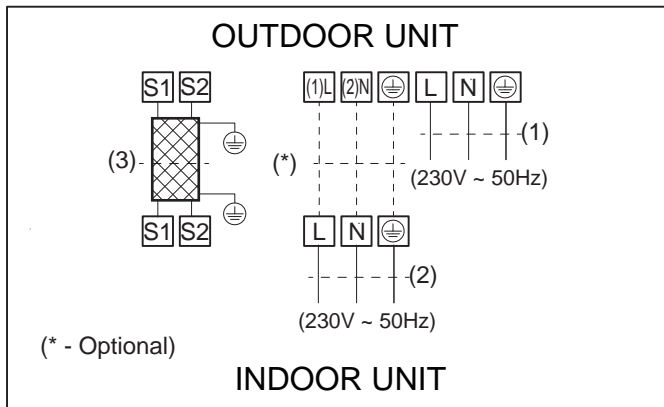 OUTDOOR UNIT
S1 S2 (1)L (2)N L N
(3) (*) (1)
(230V ~ 50Hz)
S1 S2 L N
(2)
(230V ~ 50Hz)
(* - Optional)
INDOOR UNIT